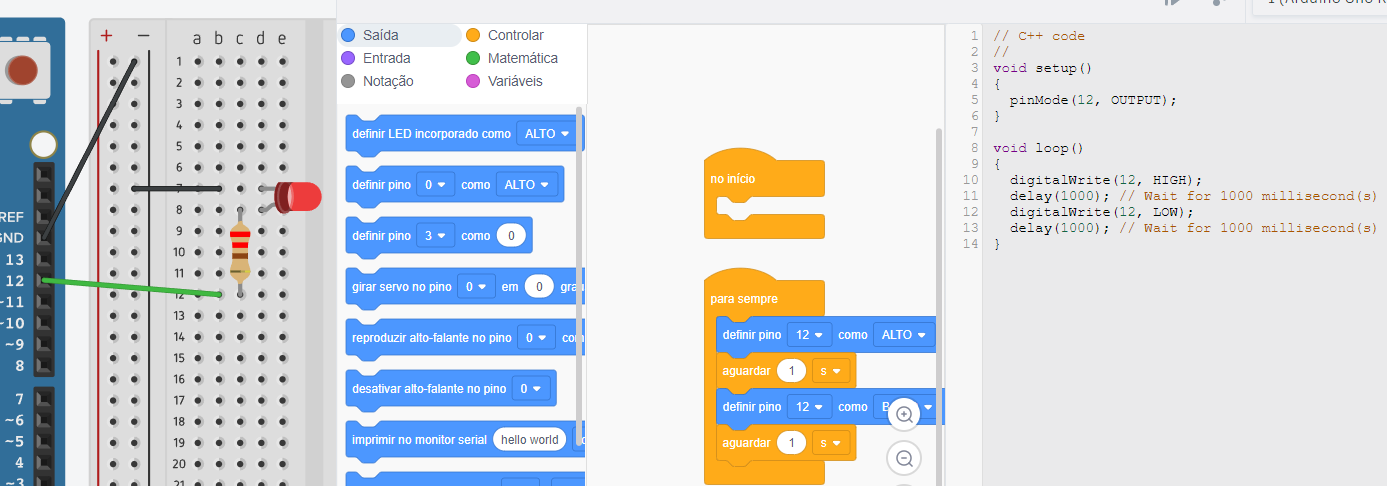 1 (Arduino Uno R
+ − a b c d e
1
2
3
4
5
6
7
8
9
10
11
12
13
14
15
16
17
18
19
20
21
REF
GND
13
12
~11
~10
~9
8
7
~6
~5
4
~3
Saída
Controlar
Entrada
Matemática
Notação
Variáveis
definir LED incorporado como ALTO
definir pino 0 como ALTO
definir pino 3 como 0
girar servo no pino 0 em 0 grau
reproduzir alto-falante no pino 0 com
desativar alto-falante no pino 0
imprimir no monitor serial hello world
no início
para sempre
definir pino 12 como ALTO
aguardar 1 s
definir pino 12 como B
aguardar 1 s
1 // C++ code
2 //
3 void setup()
4 {
5 pinMode(12, OUTPUT);
6 }
7
8 void loop()
9 {
10 digitalWrite(12, HIGH);
11 delay(1000); // Wait for 1000 millisecond(s)
12 digitalWrite(12, LOW);
13 delay(1000); // Wait for 1000 millisecond(s)
14 }